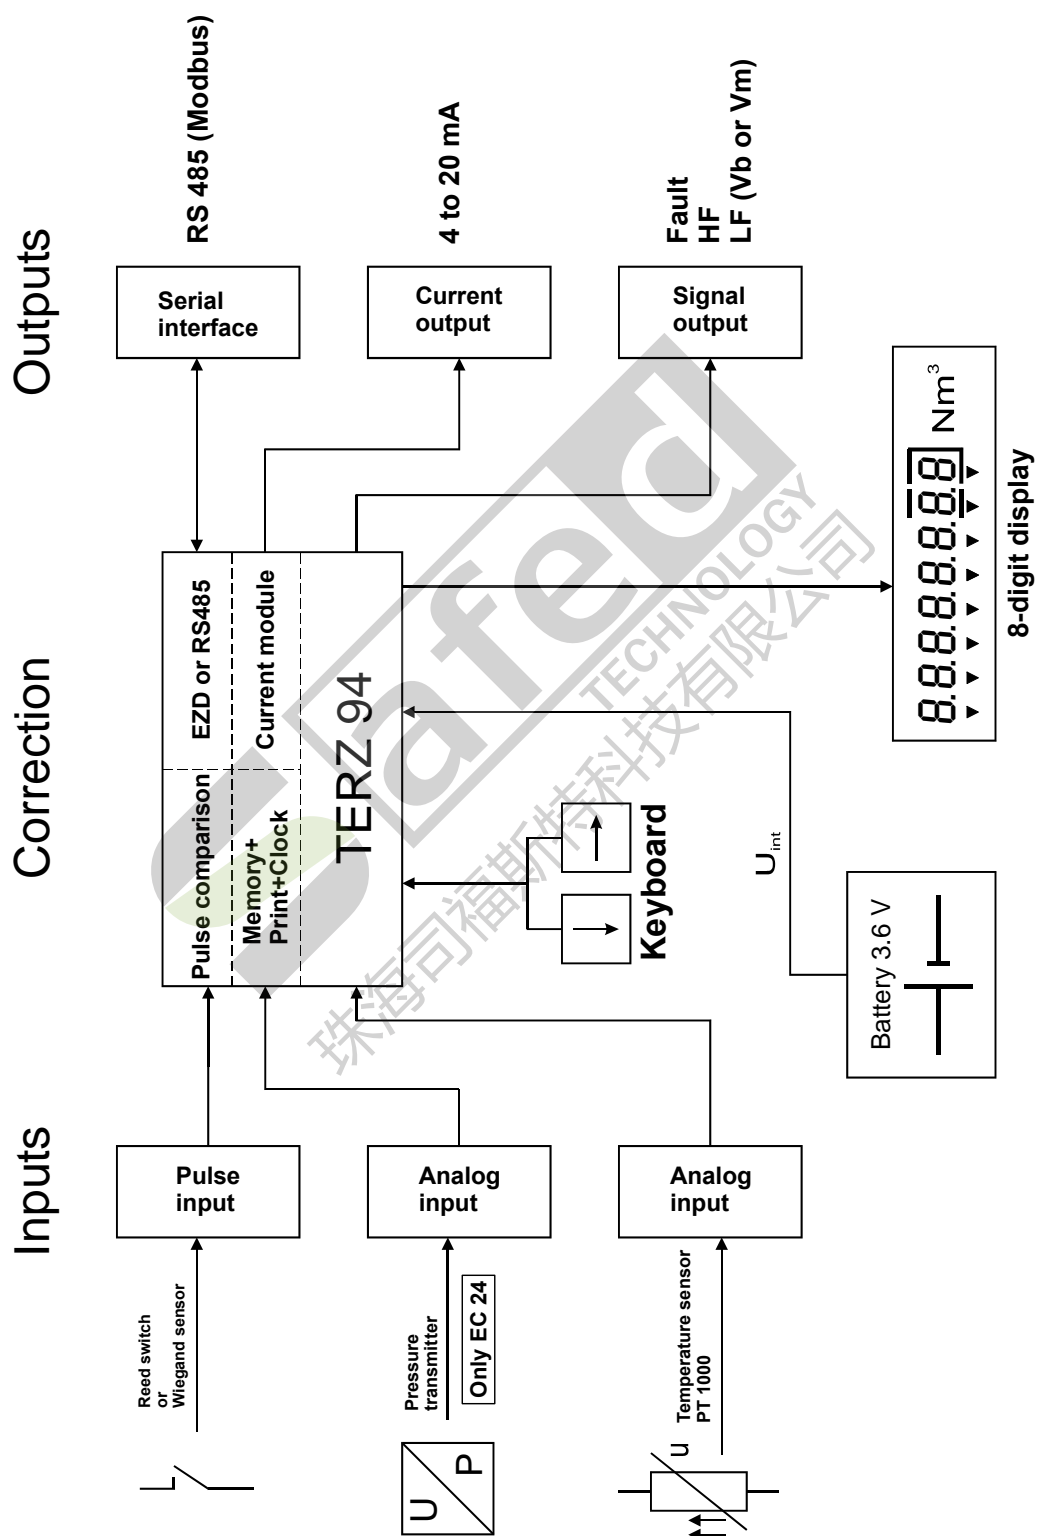 Inputs
Correction
Outputs
Reed switch
or
Wiegand sensor
Pulse
input
Pulse comparison
EZD or RS485
Serial
interface
RS 485 (Modbus)
U
P
Pressure
transmitter
Only EC 24
Analog
input
Memory+
Print+Clock
Current module
Current
output
4 to 20 mA
u
Temperature sensor
PT 1000
Analog
input
TERZ 94
Signal
output
Fault
HF
LF (Vb or Vm)
Keyboard
Uint
Battery 3.6 V
8.8.8.8.8.8.8.8 Nm³
8-digit display
Safed
TECHNOLOGY
珠海司福斯特科技有限公司